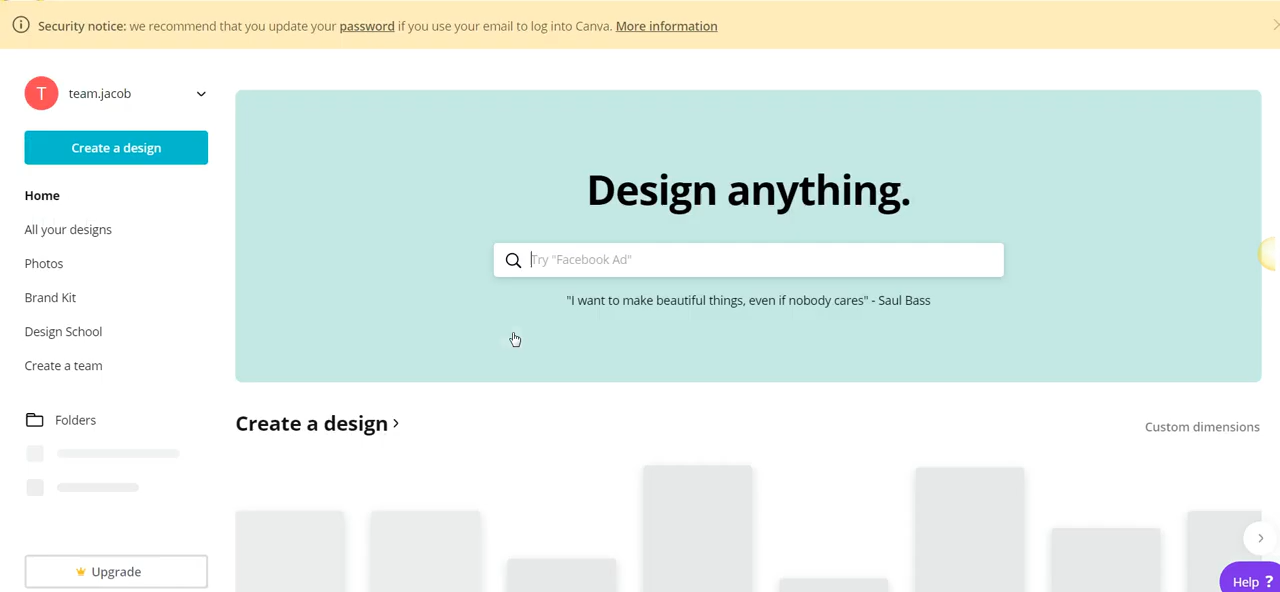 Security notice: we recommend that you update your password if you use your email to log into Canva. More information
T team.jacob
Create a design
Home
All your designs
Photos
Brand Kit
Design School
Create a team
Folders
Upgrade
Design anything.
Try "Facebook Ad"
"I want to make beautiful things, even if nobody cares" - Saul Bass
Create a design
Custom dimensions
Help ?